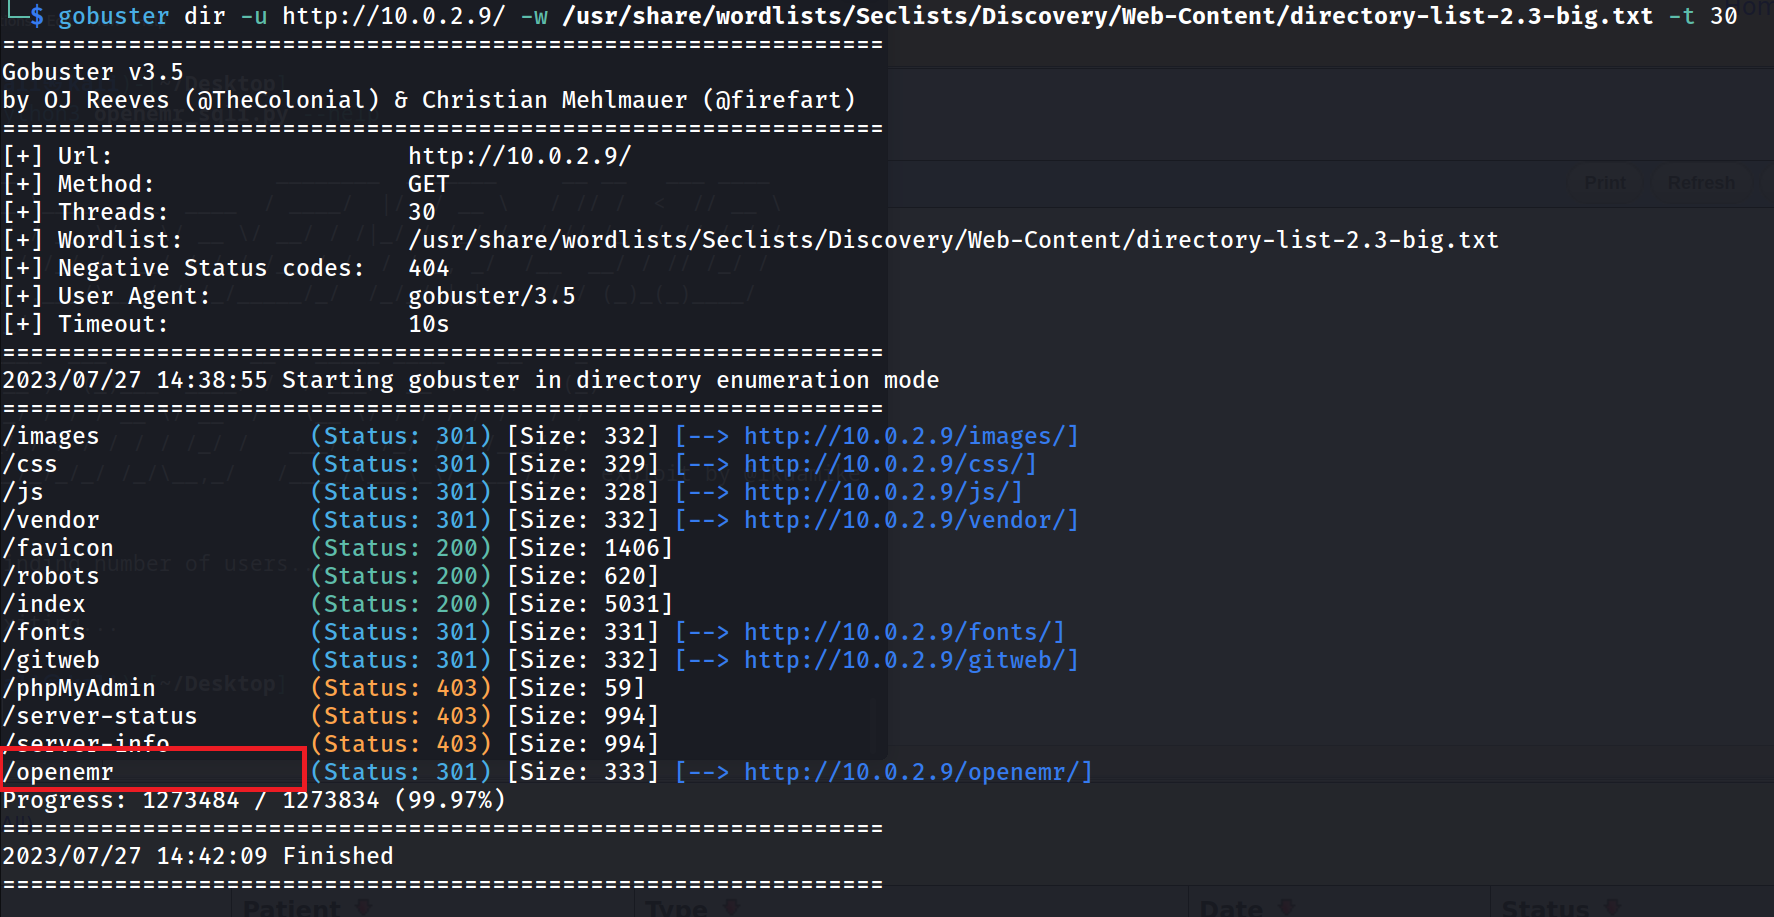 └─$ gobuster dir -u http://10.0.2.9/ -w /usr/share/wordlists/Seclists/Discovery/Web-Content/directory-list-2.3-big.txt -t 30
===============================================================
Gobuster v3.5
by OJ Reeves (@TheColonial) & Christian Mehlmauer (@firefart)
===============================================================
[+] Url:                     http://10.0.2.9/
[+] Method:                  GET
[+] Threads:                 30
[+] Wordlist:                /usr/share/wordlists/Seclists/Discovery/Web-Content/directory-list-2.3-big.txt
[+] Negative Status codes:   404
[+] User Agent:              gobuster/3.5
[+] Timeout:                 10s
===============================================================
2023/07/27 14:38:55 Starting gobuster in directory enumeration mode
===============================================================
/images               (Status: 301) [Size: 332] [--> http://10.0.2.9/images/]
/css                  (Status: 301) [Size: 329] [--> http://10.0.2.9/css/]
/js                   (Status: 301) [Size: 328] [--> http://10.0.2.9/js/]
/vendor               (Status: 301) [Size: 332] [--> http://10.0.2.9/vendor/]
/favicon              (Status: 200) [Size: 1406]
/robots               (Status: 200) [Size: 620]
/index                (Status: 200) [Size: 5031]
/fonts                (Status: 301) [Size: 331] [--> http://10.0.2.9/fonts/]
/gitweb               (Status: 301) [Size: 332] [--> http://10.0.2.9/gitweb/]
/phpMyAdmin           (Status: 403) [Size: 59]
/server-status        (Status: 403) [Size: 994]
/server-info          (Status: 403) [Size: 994]
/openemr              (Status: 301) [Size: 333] [--> http://10.0.2.9/openemr/]
Progress: 1273484 / 1273834 (99.97%)
===============================================================
2023/07/27 14:42:09 Finished
===============================================================
Print Refresh
Patient Type Date Status